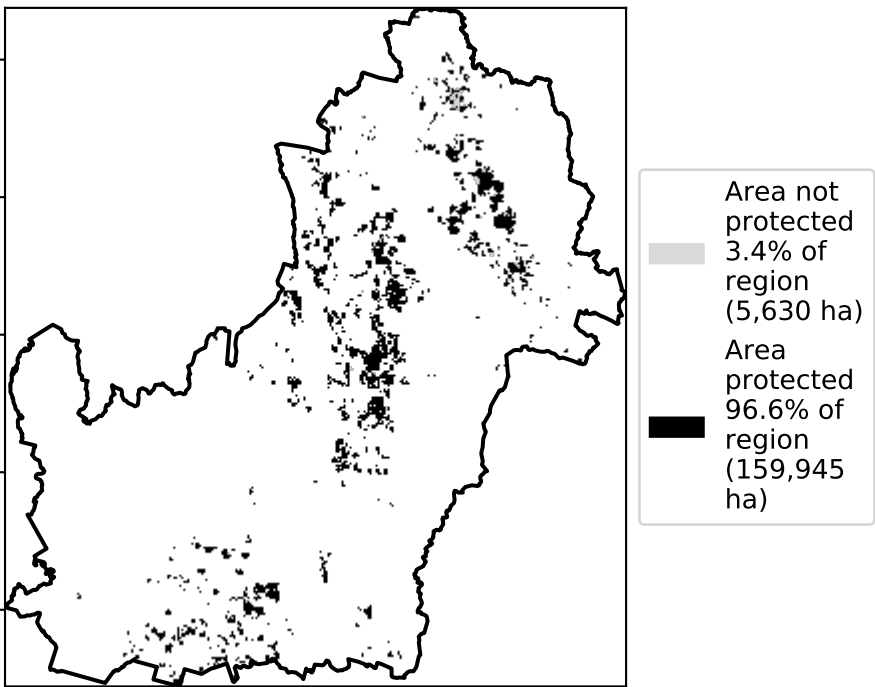 Area not
protected
3.4% of
region
(5,630 ha)
Area
protected
96.6% of
region
(159,945
ha)